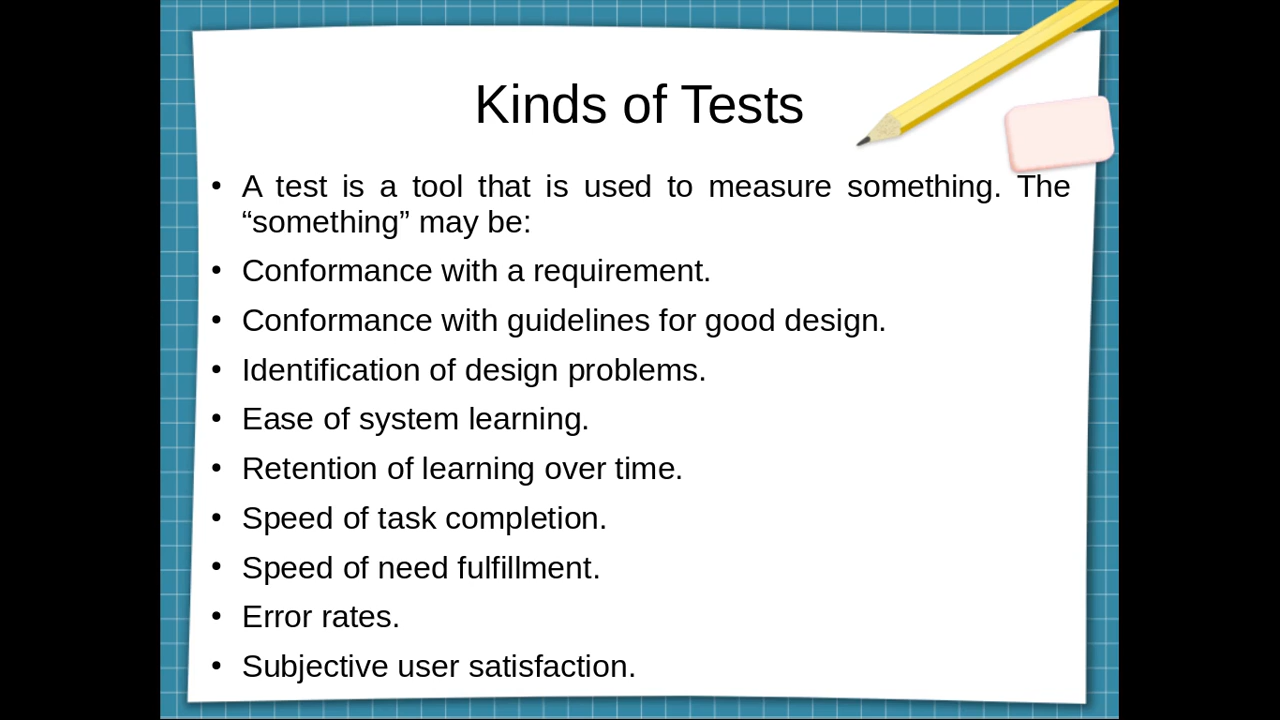 Kinds of Tests
• A test is a tool that is used to measure something. The
“something” may be:
• Conformance with a requirement.
• Conformance with guidelines for good design.
• Identification of design problems.
• Ease of system learning.
• Retention of learning over time.
• Speed of task completion.
• Speed of need fulfillment.
• Error rates.
• Subjective user satisfaction.